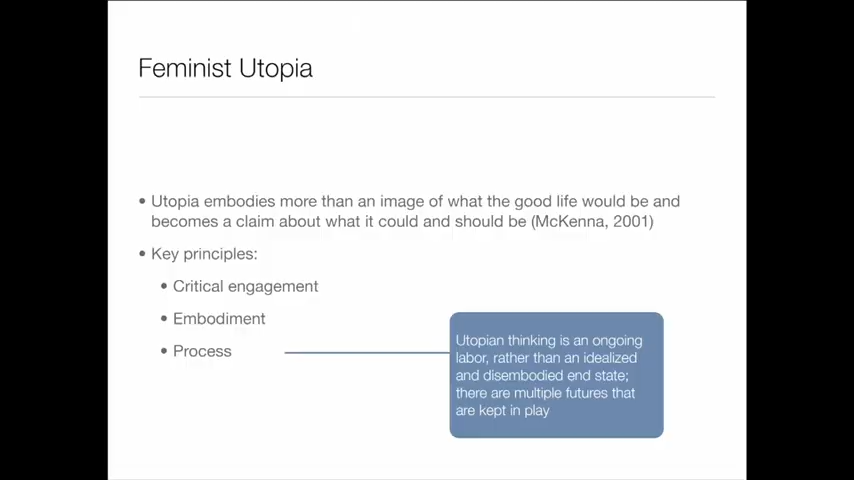 Feminist Utopia
• Utopia embodies more than an image of what the good life would be and
becomes a claim about what it could and should be (McKenna, 2001)
• Key principles:
• Critical engagement
• Embodiment
• Process
Utopian thinking is an ongoing
labor, rather than an idealized
and disembodied end state;
there are multiple futures that
are kept in play